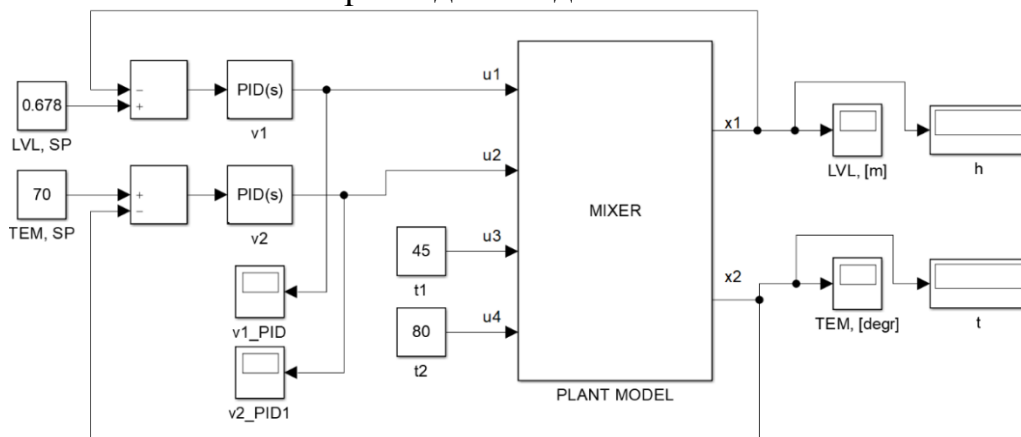 u1
PID(s)
0.678
v1
x1
LVL, SP
LVL, [m]
h
u2
PID(s)
70
MIXER
TEM, SP
v2
u3
45
t1
x2
v1_PID
u4
80
TEM, [degr]
t
t2
v2_PID1
PLANT MODEL